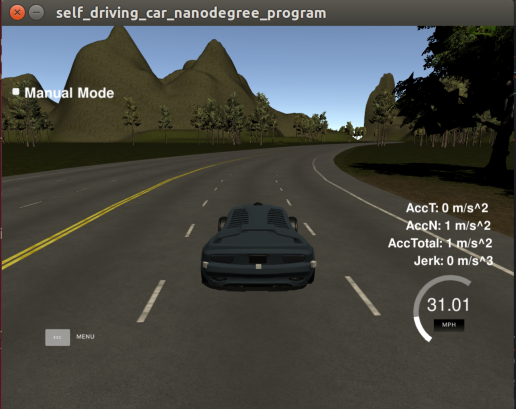 self_driving_car_nanodegree_program
Manual Mode
AccT: 0 m/s^2
AccN: 1 m/s^2
AccTotal: 1 m/s^2
Jerk: 0 m/s^3
31.01
MPH
MENU